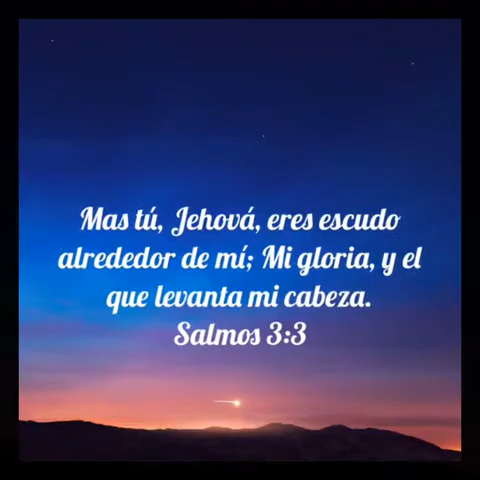 Mas tú, Jehová, eres escudo
alrededor de mí; Mi gloria, y el
que levanta mi cabeza.
Salmos 3:3